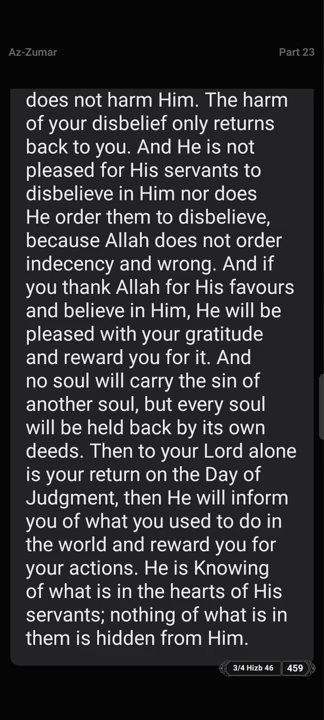 Az-Zumar Part 23
does not harm Him. The harm
of your disbelief only returns
back to you. And He is not
pleased for His servants to
disbelieve in Him nor does
He order them to disbelieve,
because Allah does not order
indecency and wrong. And if
you thank Allah for His favours
and believe in Him, He will be
pleased with your gratitude
and reward you for it. And
no soul will carry the sin of
another soul, but every soul
will be held back by its own
deeds. Then to your Lord alone
is your return on the Day of
Judgment, then He will inform
you of what you used to do in
the world and reward you for
your actions. He is Knowing
of what is in the hearts of His
servants; nothing of what is in
them is hidden from Him.
3/4 Hizb 46 459